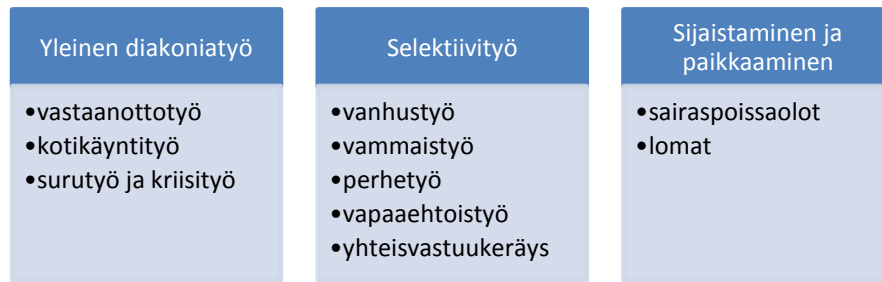 Yleinen diakoniatyö
•vastaanottotyö
•kotikäyntityö
•surutyö ja kriisityö
Selektiivityö
•vanhustyö
•vammaistyö
•perhetyö
•vapaaehtoistyö
•yhteisvastuukeräys
Sijaistaminen ja
paikkaaminen
•sairaspoissaolot
•lomat